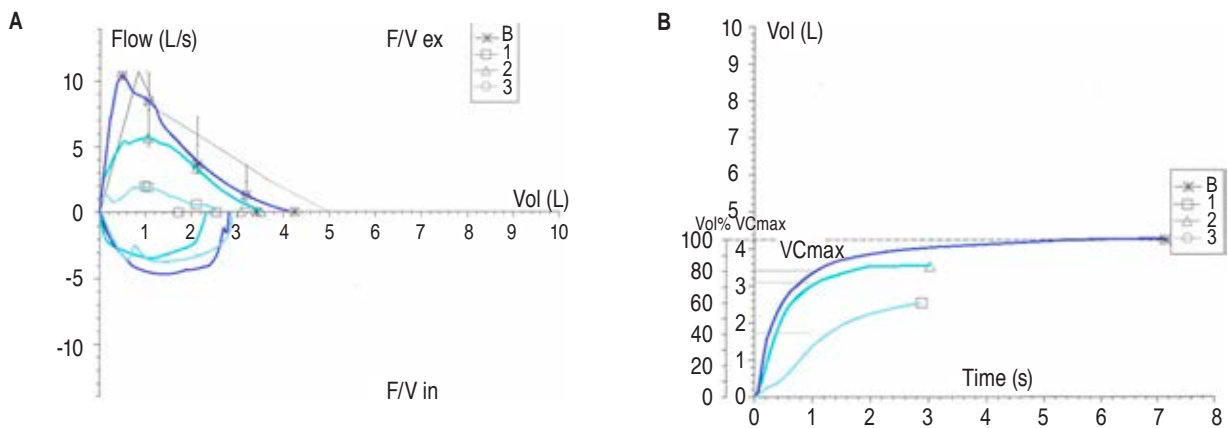 A
Flow (L/s)
F/V ex
B
1
2
3
10
5
0
-5
-10
Vol (L)
1 2 3 4 5 6 7 8 9 10
F/V in
B
Vol (L)
10
9
8
7
6
5
4
3
2
1
0
Vol% VCmax
100
80
60
40
20
0
VCmax
B
1
2
3
Time (s)
0 1 2 3 4 5 6 7 8